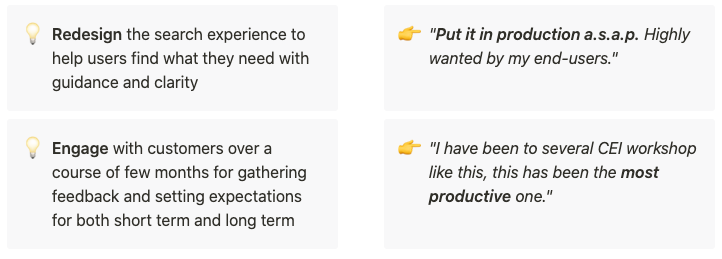 Redesign the search experience to
help users find what they need with
guidance and clarity
"Put it in production a.s.a.p. Highly
wanted by my end-users."
Engage with customers over a
course of few months for gathering
feedback and setting expectations
for both short term and long term
"I have been to several CEI workshop
like this, this has been the most
productive one."